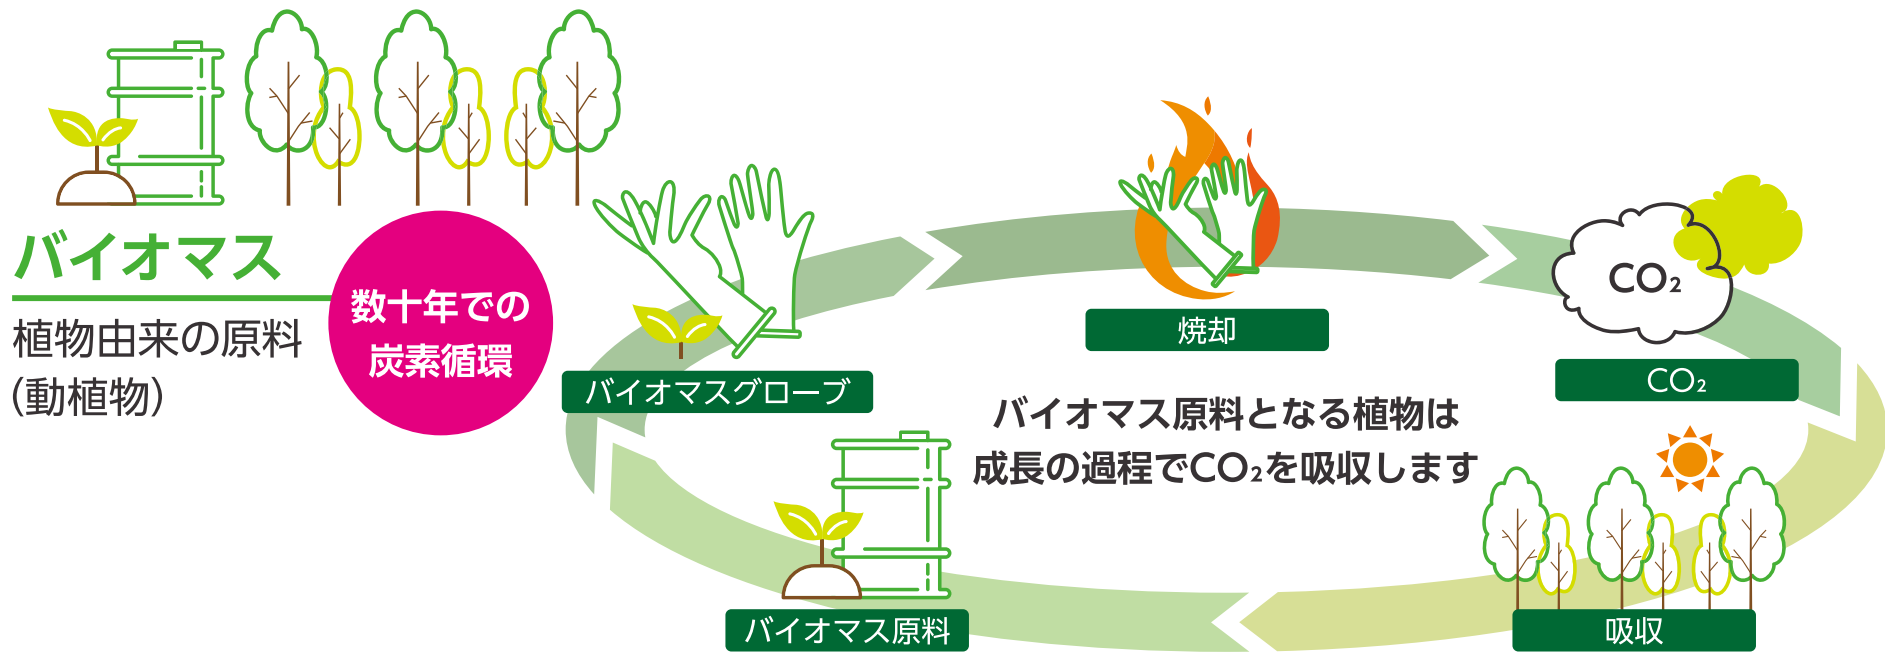 バイオマス
植物由来の原料
（動植物）
数十年での
炭素循環
バイオマスグローブ
焼却
CO₂
CO₂
バイオマス原料となる植物は
成長の過程でCO₂を吸収します
バイオマス原料
吸収